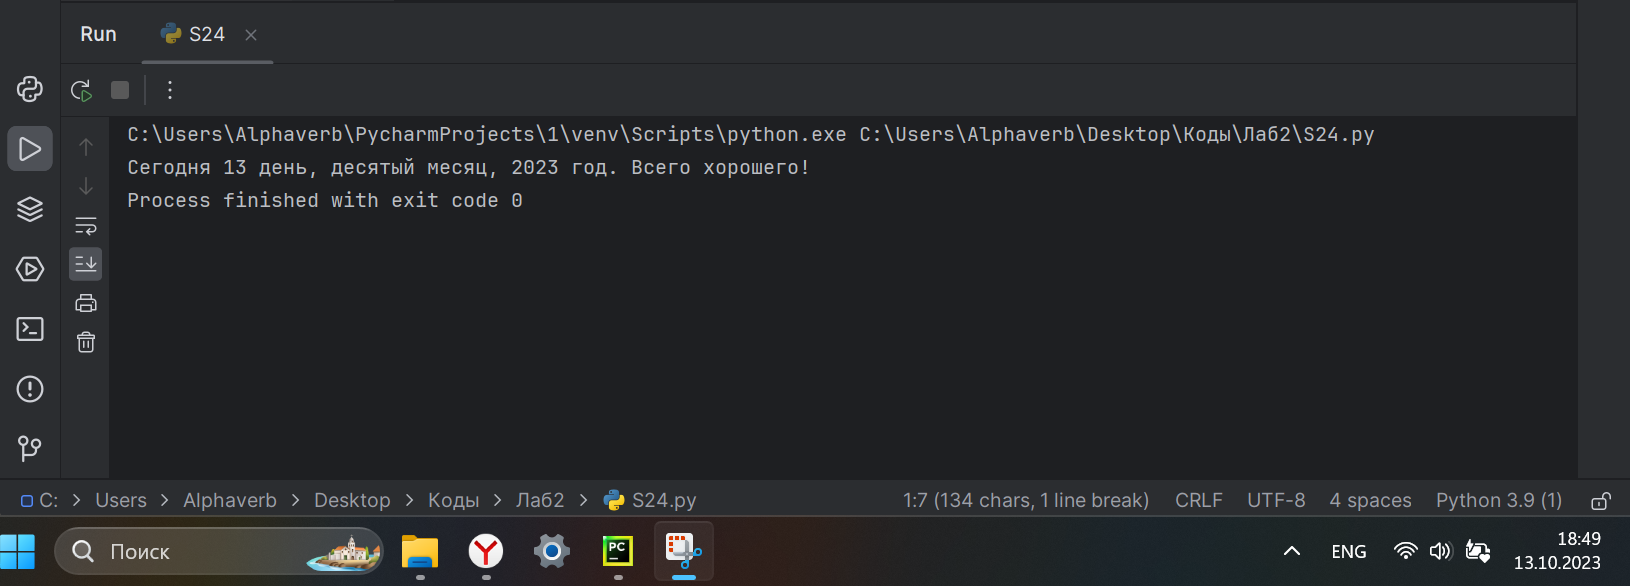 Run S24
C:\Users\Alphaverb\PycharmProjects\1\venv\Scripts\python.exe C:\Users\Alphaverb\Desktop\Коды\Лаб2\S24.py
Сегодня 13 день, десятый месяц, 2023 год. Всего хорошего!
Process finished with exit code 0
C: > Users > Alphaverb > Desktop > Коды > Лаб2 > S24.py 1:7 (134 chars, 1 line break) CRLF UTF-8 4 spaces Python 3.9 (1)
Поиск PC ENG 18:49
13.10.2023